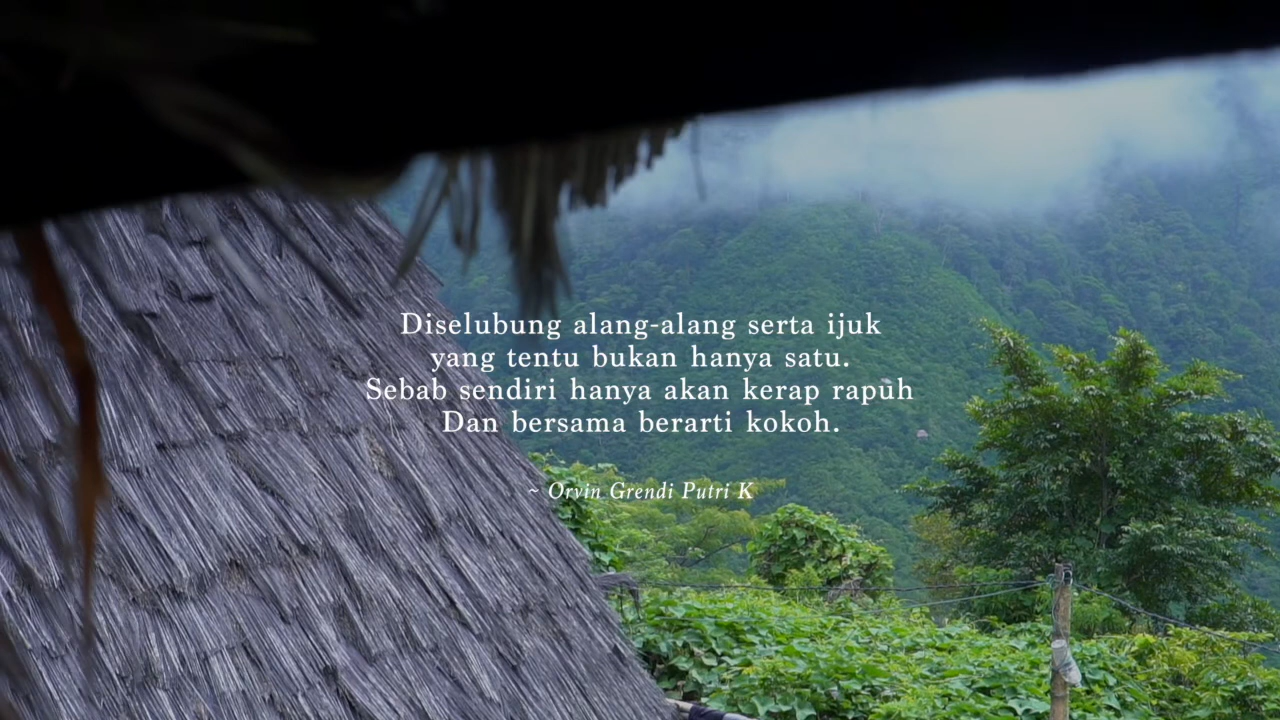 Diselubung alang-alang serta ijuk
yang tentu bukan hanya satu.
Sebab sendiri hanya akan kerap rapuh
Dan bersama berarti kokoh.
~ Orvin Grendi Putri K